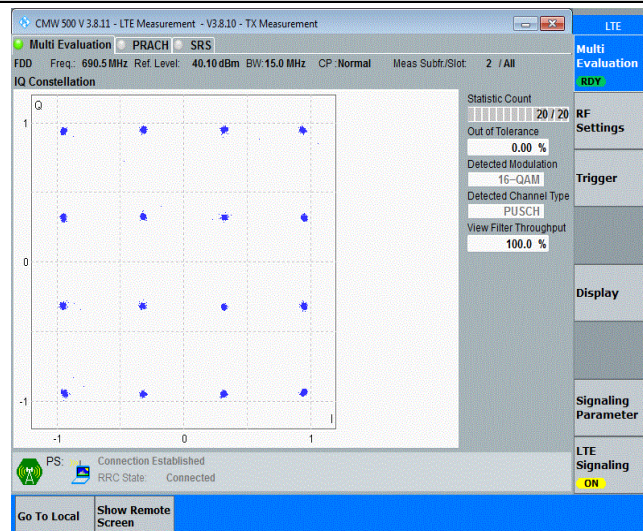 CMW 500 V 3.8.11 - LTE Measurement - V3.8.10 - TX Measurement
LTE
Multi Evaluation PRACH SRS
Multi
Evaluation
RDY
FDD Freq.: 690.5 MHz Ref. Level: 40.10 dBm BW: 15.0 MHz CP : Normal Meas Subfr./Slot: 2 / All
IQ Constellation
Q
1
0
-1
-1 0 1
I
Statistic Count
20 / 20
Out of Tolerance
0.00 %
Detected Modulation
16-QAM
Detected Channel Type
PUSCH
View Filter Throughput
100.0 %
RF
Settings
Trigger
Display
Signaling
Parameter
LTE
Signaling
ON
PS: Connection Established
RRC State: Connected
Go To Local
Show Remote
Screen